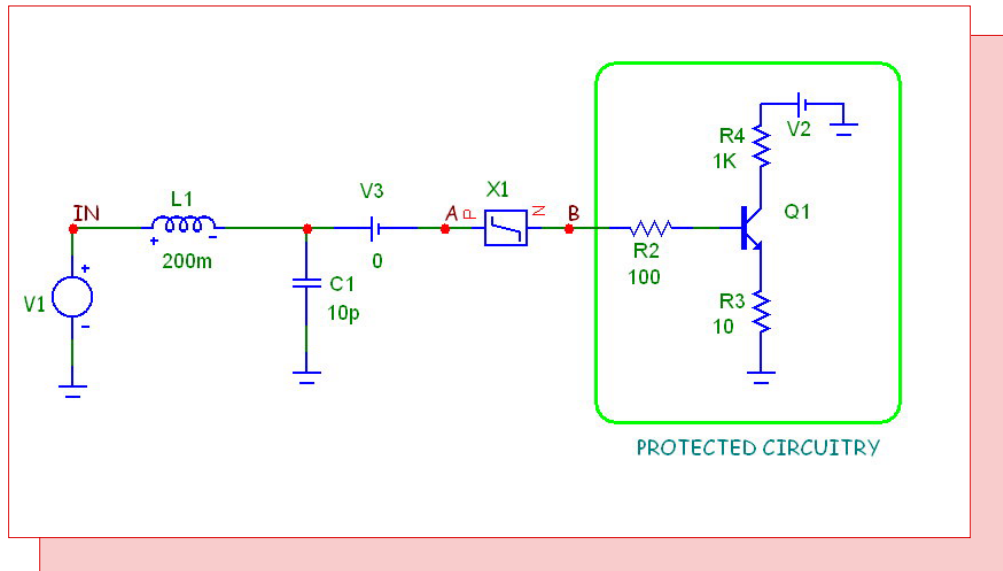 V2
R4
1K
Q1
V3
X1
L1
IN
A
P
N
B
+
-
200m
0
R2
100
+
V1
-
C1
10p
R3
10
PROTECTED CIRCUITRY